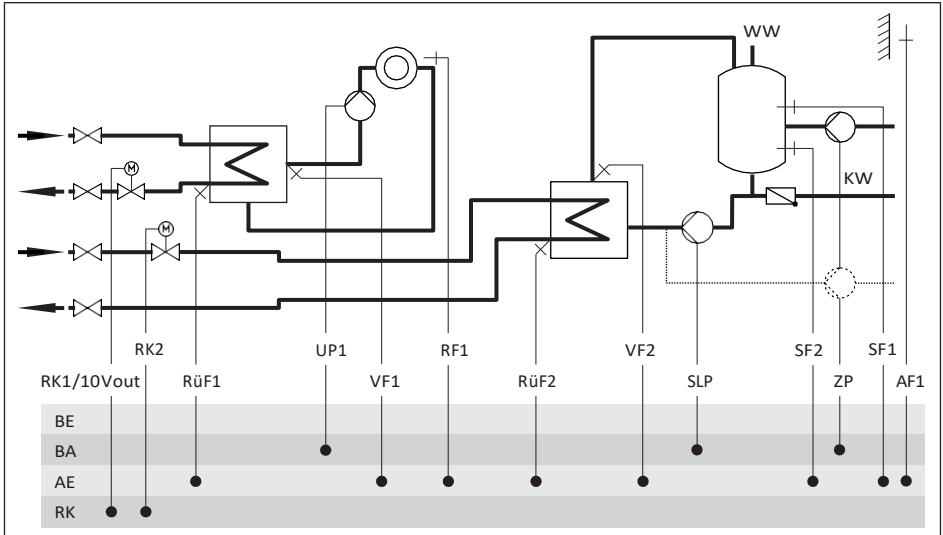 WW
M
KW
M
RK2 UP1 RF1 VF2 SF2 SF1
RK1/10Vout RüF1 VF1 RüF2 SLP ZP AF1
BE
BA
AE
RK